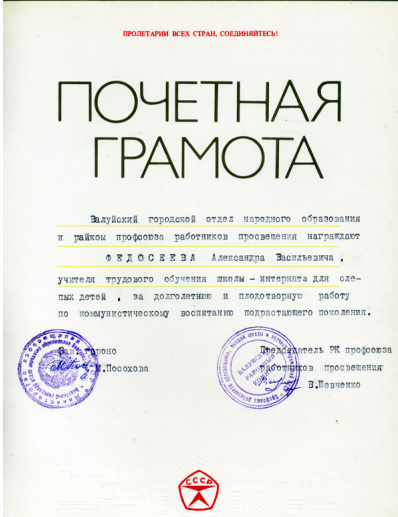 ПРОЛЕТАРИИ ВСЕХ СТРАН, СОЕДИНЯЙТЕСЬ!
ПОЧЕТНАЯ
ГРАМОТА
Валуйский городской отдел народного образования
и райком профсоюза работников просвещения награждают
ФЕДОСЕЕВА Александра Васильевича,
учителя трудового обучения школы – интерната для сле-
пых детей, за долголетнюю и плодотворную работу
по коммунистическому воспитанию подрастающего поколения.
Зав. гороно
М.Посохова
Председатель РК профсоюза
работников просвещения
В.Шевченко
СССР